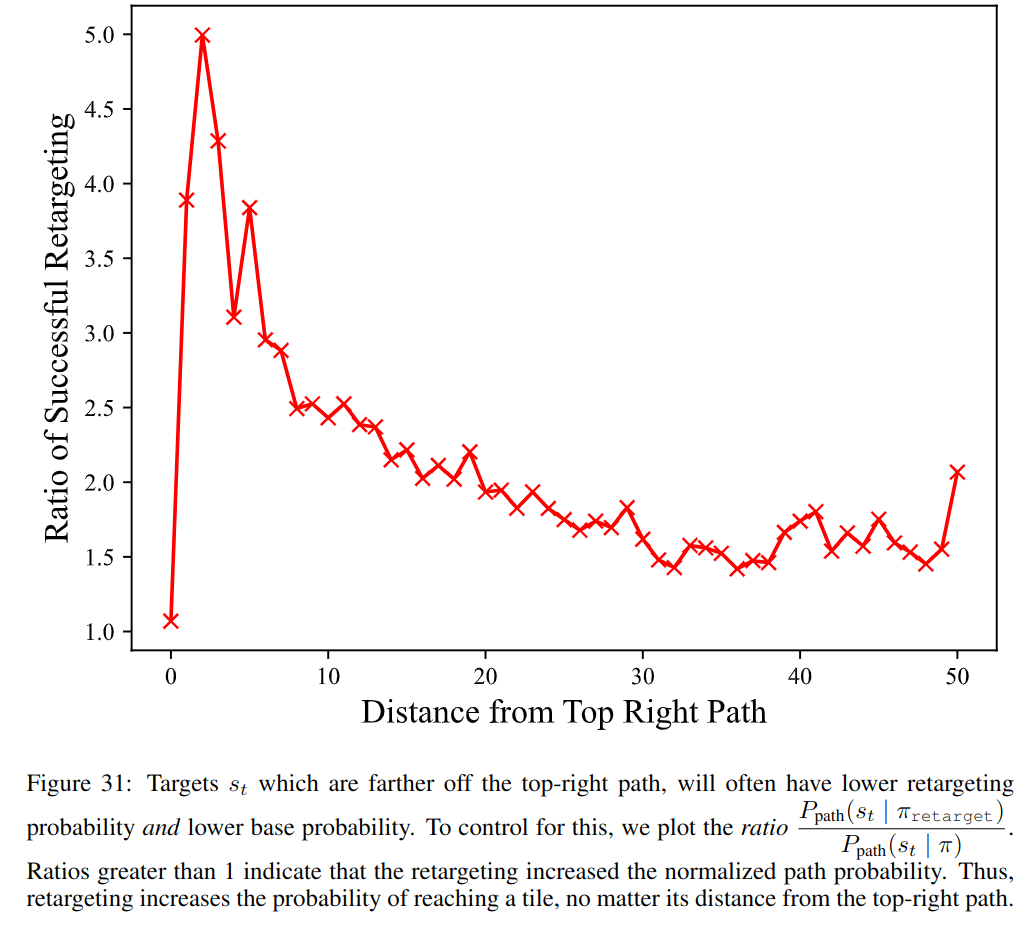 5.0
4.5
4.0
3.5
3.0
2.5
2.0
1.5
1.0
Ratio of Successful Retargeting
0 10 20 30 40 50
Distance from Top Right Path
Figure 31: Targets s_t which are farther off the top-right path, will often have lower retargeting
probability and lower base probability. To control for this, we plot the ratio P_path(s_t | π_retarget) / P_path(s_t | π).
Ratios greater than 1 indicate that the retargeting increased the normalized path probability. Thus,
retargeting increases the probability of reaching a tile, no matter its distance from the top-right path.